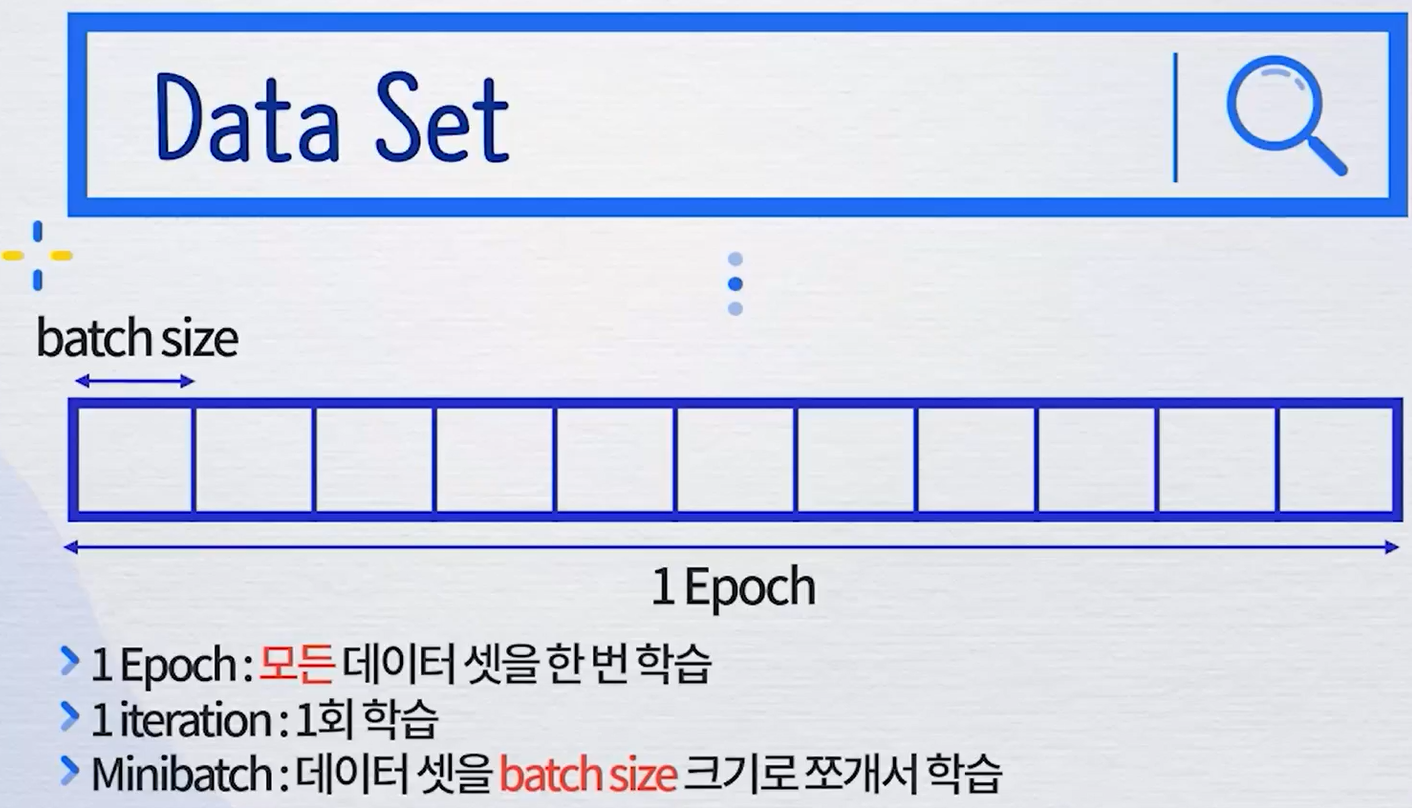 Data Set
batch size
1 Epoch
1 Epoch : 모든 데이터 셋을 한 번 학습
1 iteration : 1회 학습
Minibatch : 데이터 셋을 batch size 크기로 쪼개서 학습